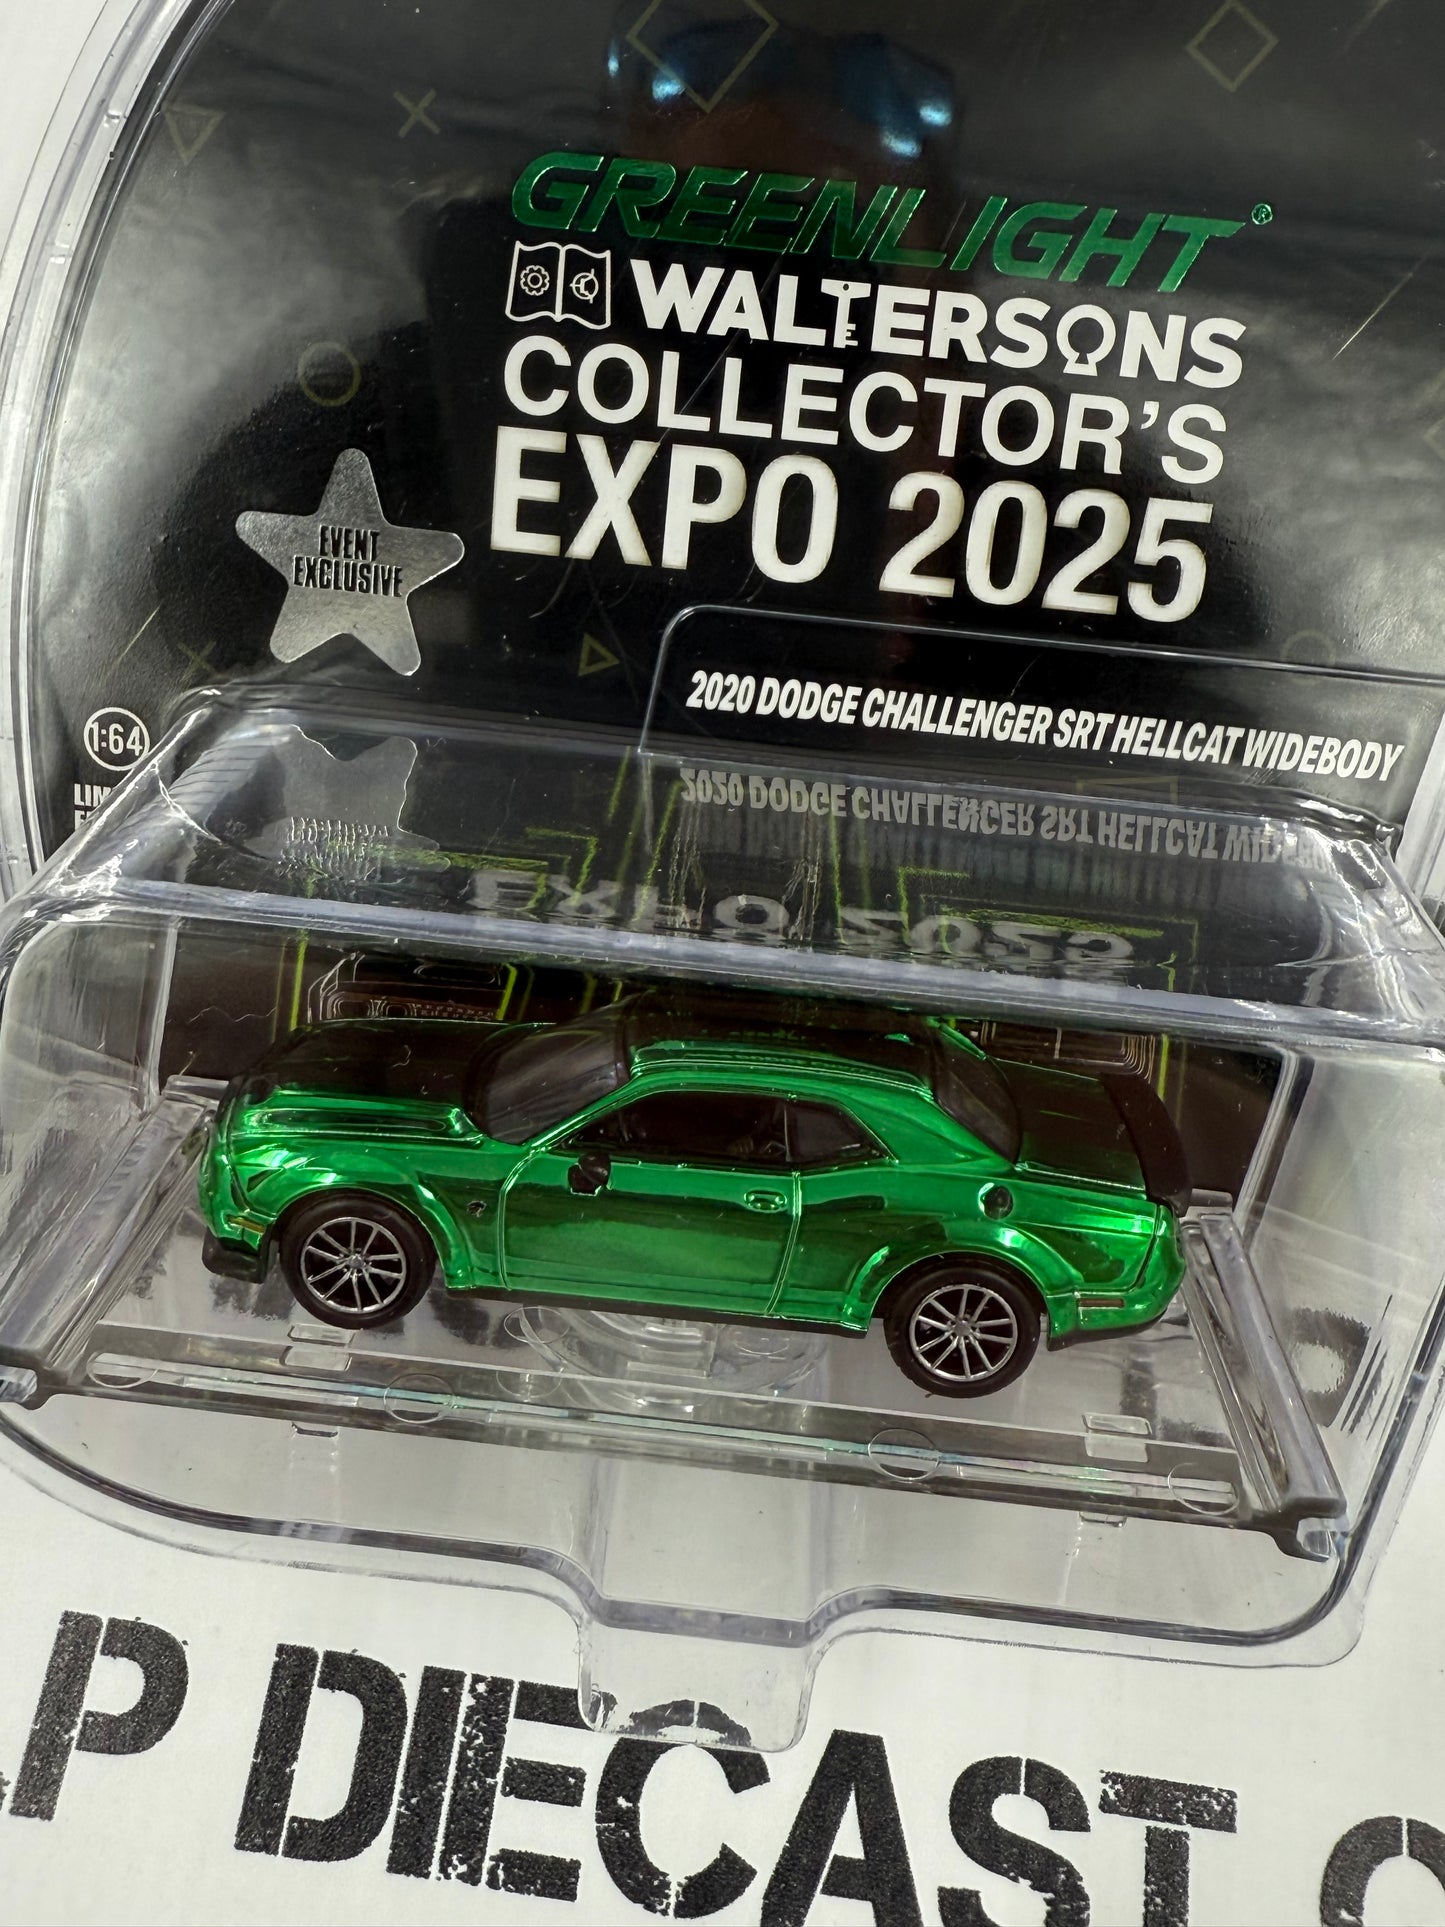 GREENLIGHT®
WALTERSONS
COLLECTOR'S
EXPO 2025
EVENT
EXCLUSIVE
2020 DODGE CHALLENGER SRT HELLCAT WIDEBODY
1:64
P DIECAST